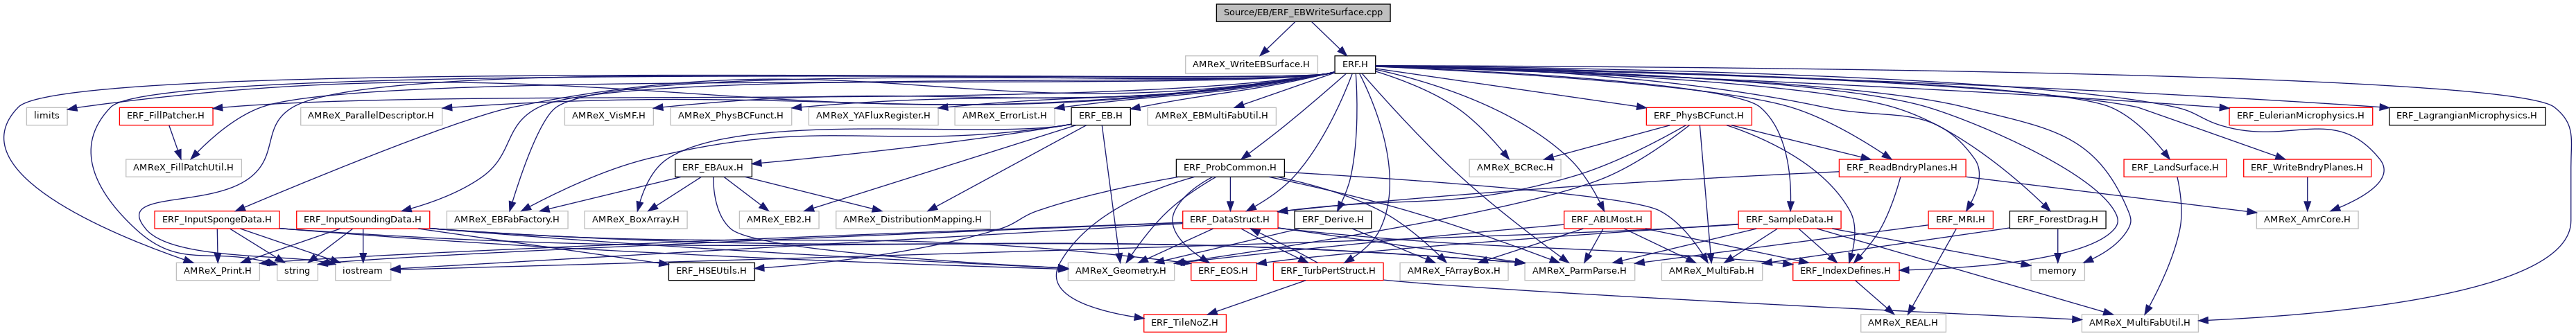 Source/EB/ERF_EBWriteSurface.cpp
AMReX_WriteEBSurface.H
ERF.H
limits
ERF_FillPatcher.H
AMReX_ParallelDescriptor.H
AMReX_VisMF.H
AMReX_PhysBCFunct.H
AMReX_YAFluxRegister.H
AMReX_ErrorList.H
ERF_EB.H
AMReX_EBMultiFabUtil.H
ERF_PhysBCFunct.H
ERF_EulerianMicrophysics.H
ERF_LagrangianMicrophysics.H
AMReX_FillPatchUtil.H
ERF_EBAux.H
ERF_ProbCommon.H
AMReX_BCRec.H
ERF_ReadBndryPlanes.H
ERF_LandSurface.H
ERF_WriteBndryPlanes.H
ERF_InputSpongeData.H
ERF_InputSoundingData.H
AMReX_EBFabFactory.H
AMReX_BoxArray.H
AMReX_EB2.H
AMReX_DistributionMapping.H
ERF_DataStruct.H
ERF_Derive.H
ERF_ABLMost.H
ERF_SampleData.H
ERF_MRI.H
ERF_ForestDrag.H
AMReX_AmrCore.H
AMReX_Print.H
string
iostream
ERF_HSEUtils.H
AMReX_Geometry.H
ERF_EOS.H
ERF_TurbPertStruct.H
AMReX_FArrayBox.H
AMReX_ParmParse.H
AMReX_MultiFab.H
ERF_IndexDefines.H
memory
ERF_TileNoZ.H
AMReX_REAL.H
AMReX_MultiFabUtil.H